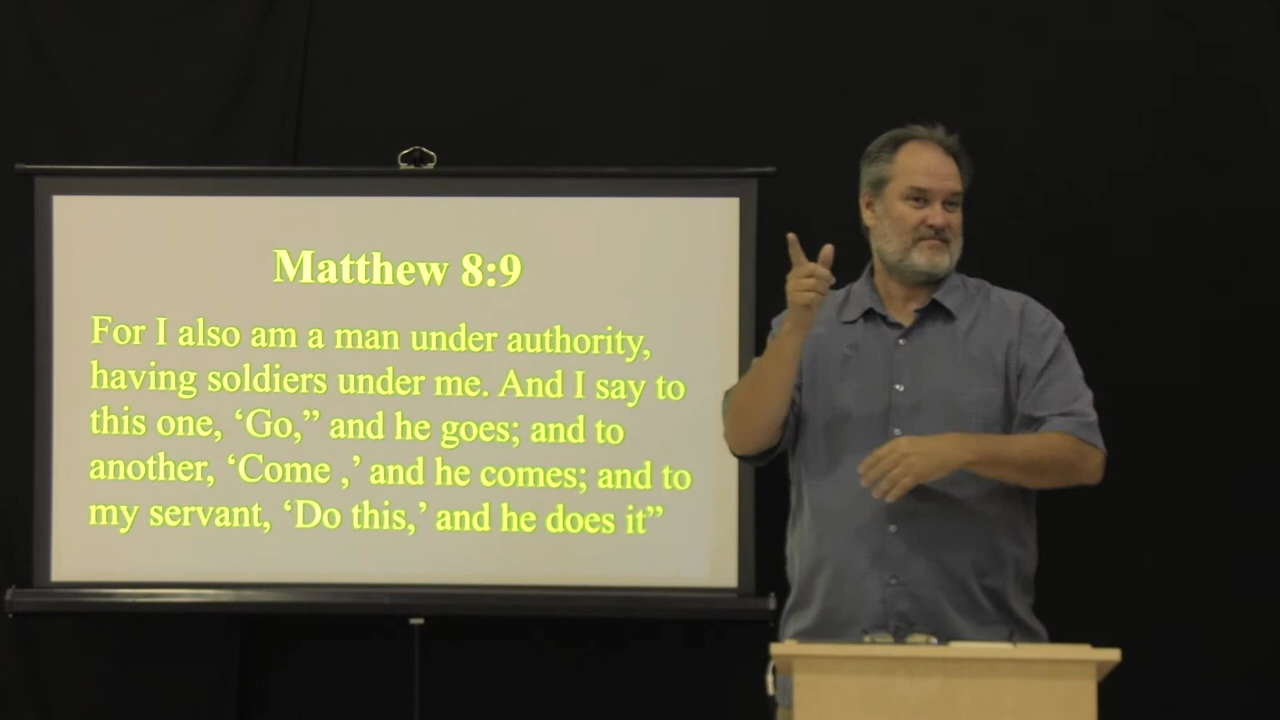 Matthew 8:9
For I also am a man under authority,
having soldiers under me. And I say to
this one, ‘Go,” and he goes; and to
another, ‘Come ,’ and he comes; and to
my servant, ‘Do this,’ and he does it”